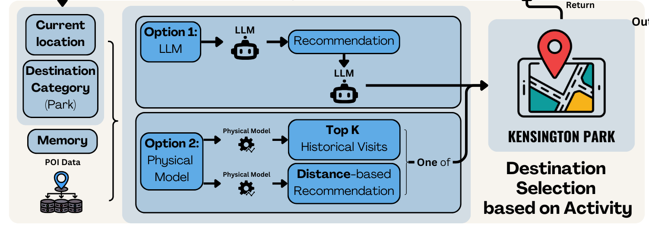 Return
Out
Current
location
Destination
Category
(Park)
Memory
POI Data
Option 1:
LLM
LLM
Recommendation
LLM
Option 2:
Physical
Model
Physical Model
Top K
Historical Visits
Physical Model
Distance-based
Recommendation
One of
KENSINGTON PARK
Destination
Selection
based on Activity